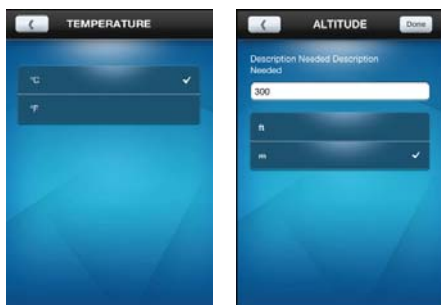 TEMPERATURE
°C
°F
ALTITUDE
Done
Description Needed Description
Needed
300
ft
m